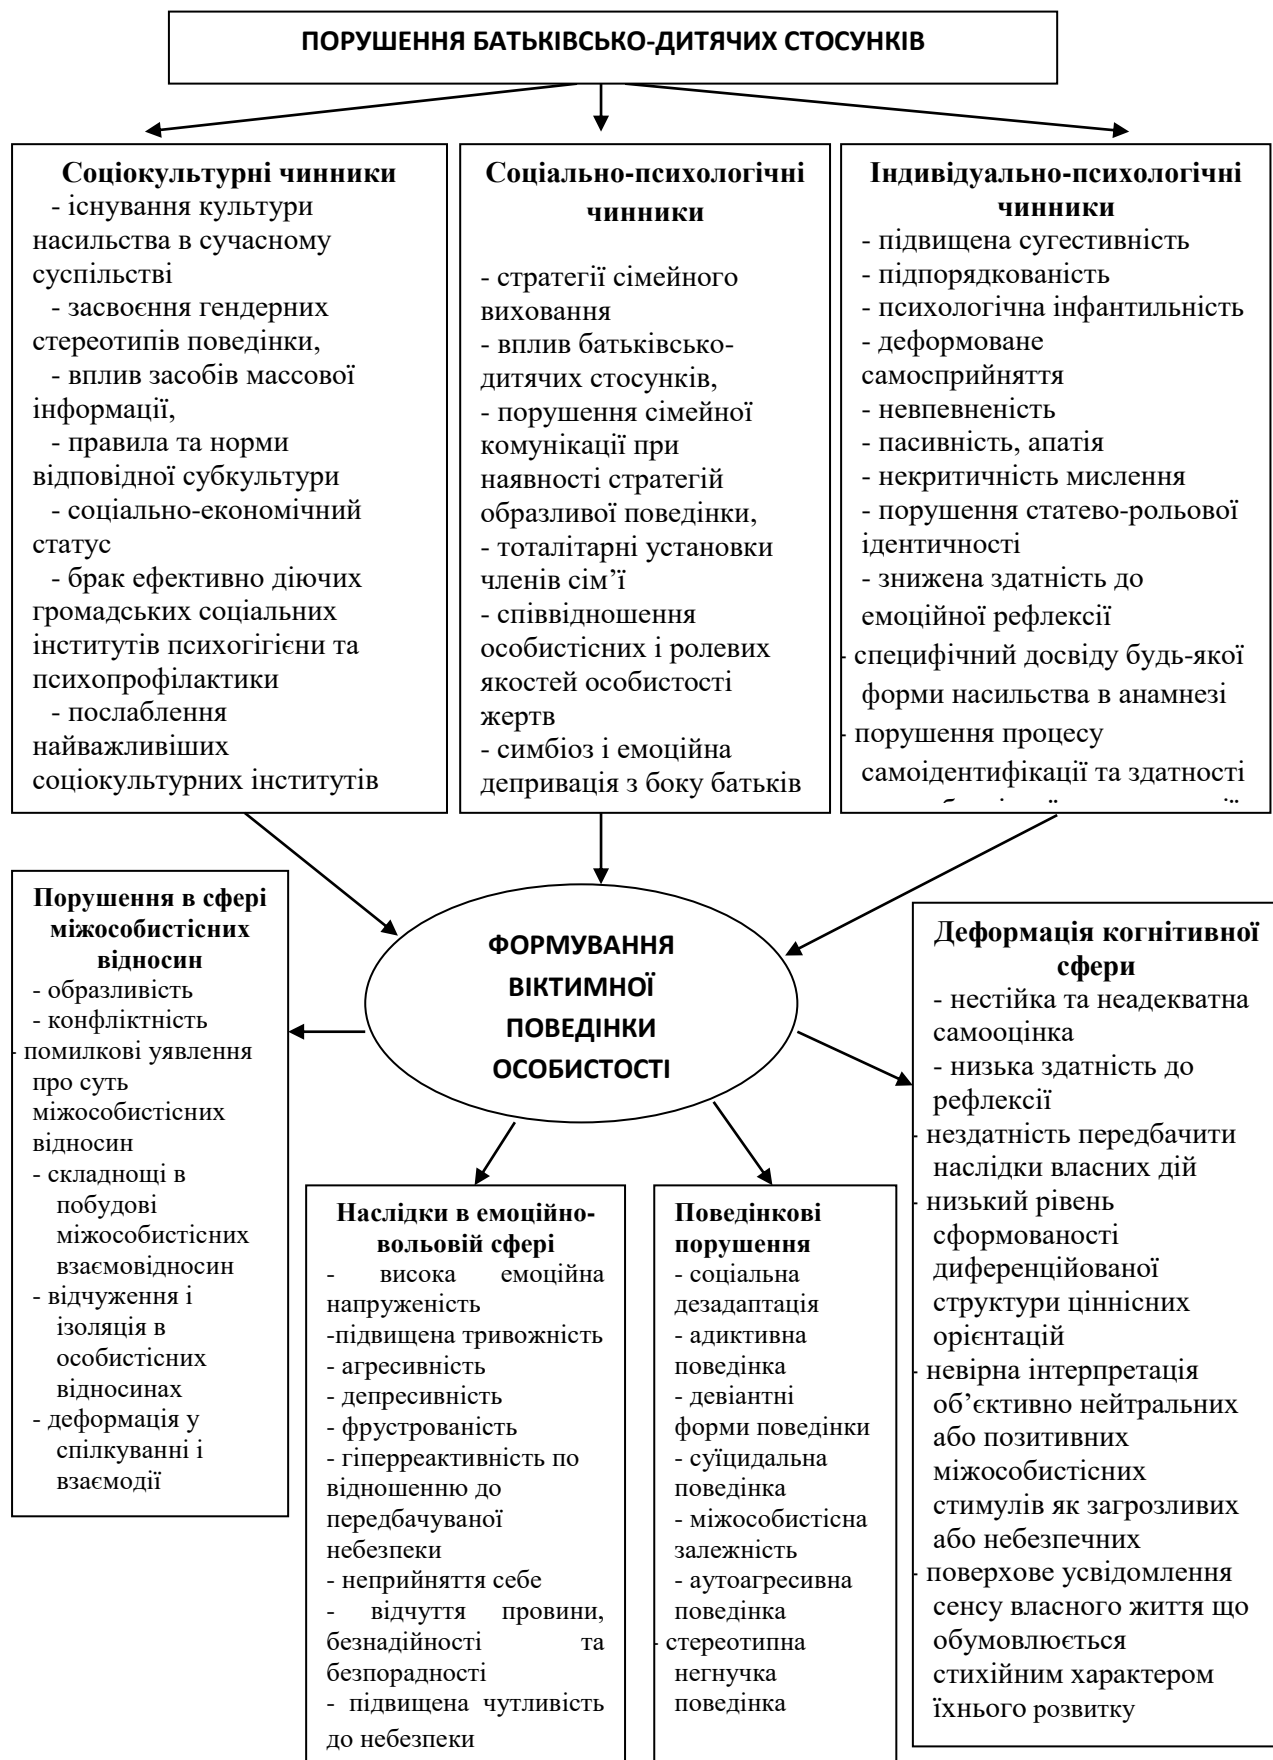 ПОРУШЕННЯ БАТЬКІВСЬКО-ДИТЯЧИХ СТОСУНКІВ
Соціокультурні чинники
- існування культури
насильства в сучасному
суспільстві
- засвоєння гендерних
стереотипів поведінки,
- вплив засобів массової
інформації,
- правила та норми
відповідної субкультури
- соціально-економічний
статус
- брак ефективно діючих
громадських соціальних
інститутів психогігієни та
психопрофілактики
- послаблення
найважливіших
соціокультурних інститутів
Соціально-психологічні
чинники
- стратегії сімейного
виховання
- вплив батьківсько-
дитячих стосунків,
- порушення сімейної
комунікації при
наявності стратегій
образливої поведінки,
- тоталітарні установки
членів сім’ї
- співвідношення
особистісних і ролевих
якостей особистості
жертв
- симбіоз і емоційна
депривація з боку батьків
Індивідуально-психологічні
чинники
- підвищена сугестивність
- підпорядкованість
- психологічна інфантильність
- деформоване
самосприйняття
- невпевненість
- пасивність, апатія
- некритичність мислення
- порушення статево-рольової
ідентичності
- знижена здатність до
емоційної рефлексії
- специфічний досвіду будь-якої
форми насильства в анамнезі
- порушення процесу
самоідентифікації та здатності
ФОРМУВАННЯ
ВІКТИМНОЇ
ПОВЕДІНКИ
ОСОБИСТОСТІ
Порушення в сфері
міжособистісних
відносин
- образливість
- конфліктність
- помилкові уявлення
про суть
міжособистісних
відносин
- складнощі в
побудові
міжособистісних
взаємовідносин
- відчуження і
ізоляція в
особистісних
відносинах
- деформація у
спілкуванні і
взаємодії
Наслідки в емоційно-
вольовій сфері
- висока емоційна
напруженість
-підвищена тривожність
- агресивність
- депресивність
- фрустрованість
- гіперреактивність по
відношенню до
передбачуваної
небезпеки
- неприйняття себе
- відчуття провини,
безнадійності та
безпорадності
- підвищена чутливість
до небезпеки
Поведінкові
порушення
- соціальна
дезадаптація
- адиктивна
поведінка
- девіантні
форми поведінки
- суїцидальна
поведінка
- міжособистісна
залежність
- аутоагресивна
поведінка
- стереотипна
негнучка
поведінка
Деформація когнітивної
сфери
- нестійка та неадекватна
самооцінка
- низька здатність до
рефлексії
- нездатність передбачити
наслідки власних дій
- низький рівень
сформованості
диференційованої
структури ціннісних
орієнтацій
- невірна інтерпретація
об’єктивно нейтральних
або позитивних
міжособистісних
стимулів як загрозливих
або небезпечних
- поверхове усвідомлення
сенсу власного життя що
обумовлюється
стихійним характером
їхнього розвитку